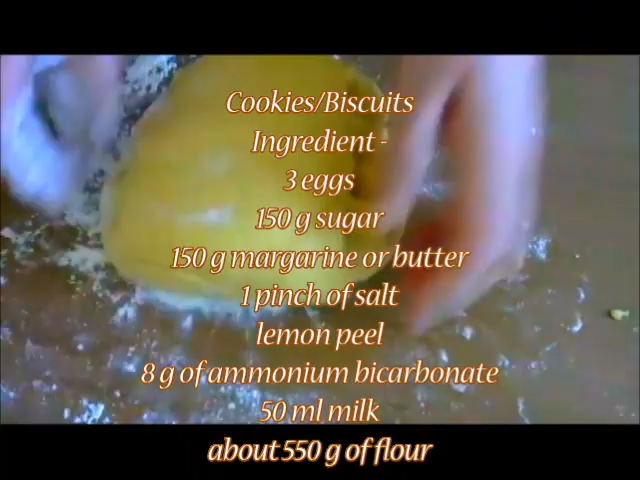 Cookies/Biscuits
Ingredient -
3 eggs
150 g sugar
150 g margarine or butter
1 pinch of salt
lemon peel
8 g of ammonium bicarbonate
50 ml milk
about 550 g of flour